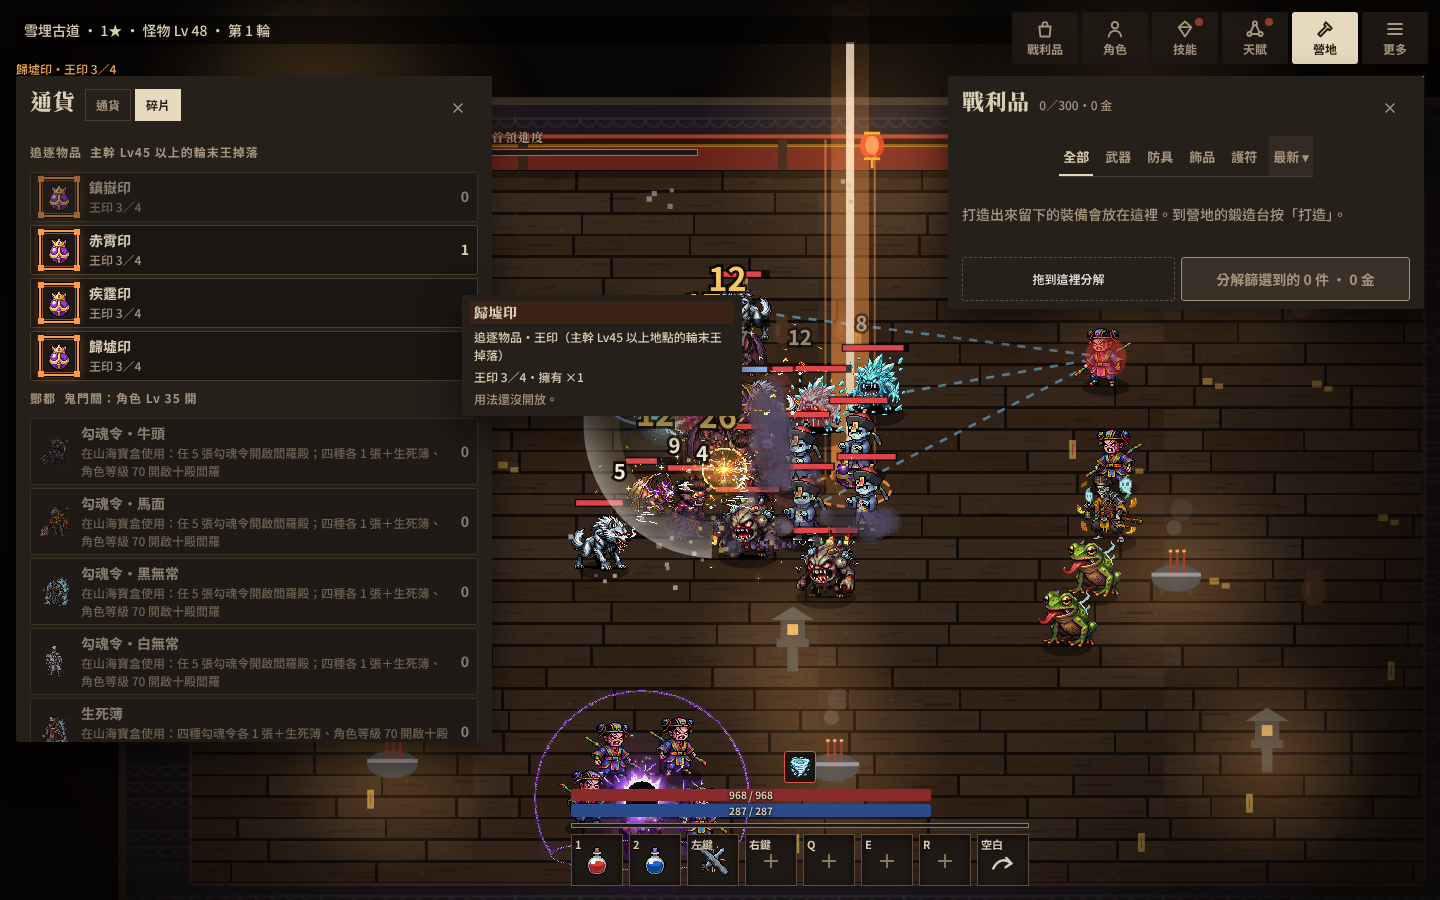 雪埋古道 • 1★ • 怪物 Lv 48 • 第 1 輪
戰利品
角色
技能
天賦
營地
更多
歸墟印・王印 3／4
通貨
通貨
碎片
×
追逐物品 主幹 Lv45 以上的輪末王掉落
鎮嶽印
王印 3／4
0
赤霄印
王印 3／4
1
疾霆印
王印 3／4
歸墟印
王印 3／4
酆都 鬼門關：角色 Lv 35 開
勾魂令・牛頭
在山海寶盒使用：任 5 張勾魂令開啟閻羅殿；四種各 1 張＋生死簿、
角色等級 70 開啟十殿閻羅
0
勾魂令・馬面
在山海寶盒使用：任 5 張勾魂令開啟閻羅殿；四種各 1 張＋生死簿、
角色等級 70 開啟十殿閻羅
0
勾魂令・黑無常
在山海寶盒使用：任 5 張勾魂令開啟閻羅殿；四種各 1 張＋生死簿、
角色等級 70 開啟十殿閻羅
0
勾魂令・白無常
在山海寶盒使用：任 5 張勾魂令開啟閻羅殿；四種各 1 張＋生死簿、
角色等級 70 開啟十殿閻羅
0
生死簿
在山海寶盒使用：四種勾魂令各 1 張＋生死簿、角色等級 70 開啟十殿
0
首領進度
歸墟印
追逐物品・王印（主幹 Lv45 以上地點的輪末王
掉落）
王印 3／4・擁有 ×1
用法還沒開放。
戰利品
0／300・0 金
×
全部
武器
防具
飾品
護符
最新▾
打造出來留下的裝備會放在這裡。到營地的鍛造台按「打造」。
拖到這裡分解
分解篩選到的 0 件 ・ 0 金
12
8
12
12
26
9
4
5
968 / 968
287 / 287
1
2
左鍵
右鍵
Q
E
R
空白